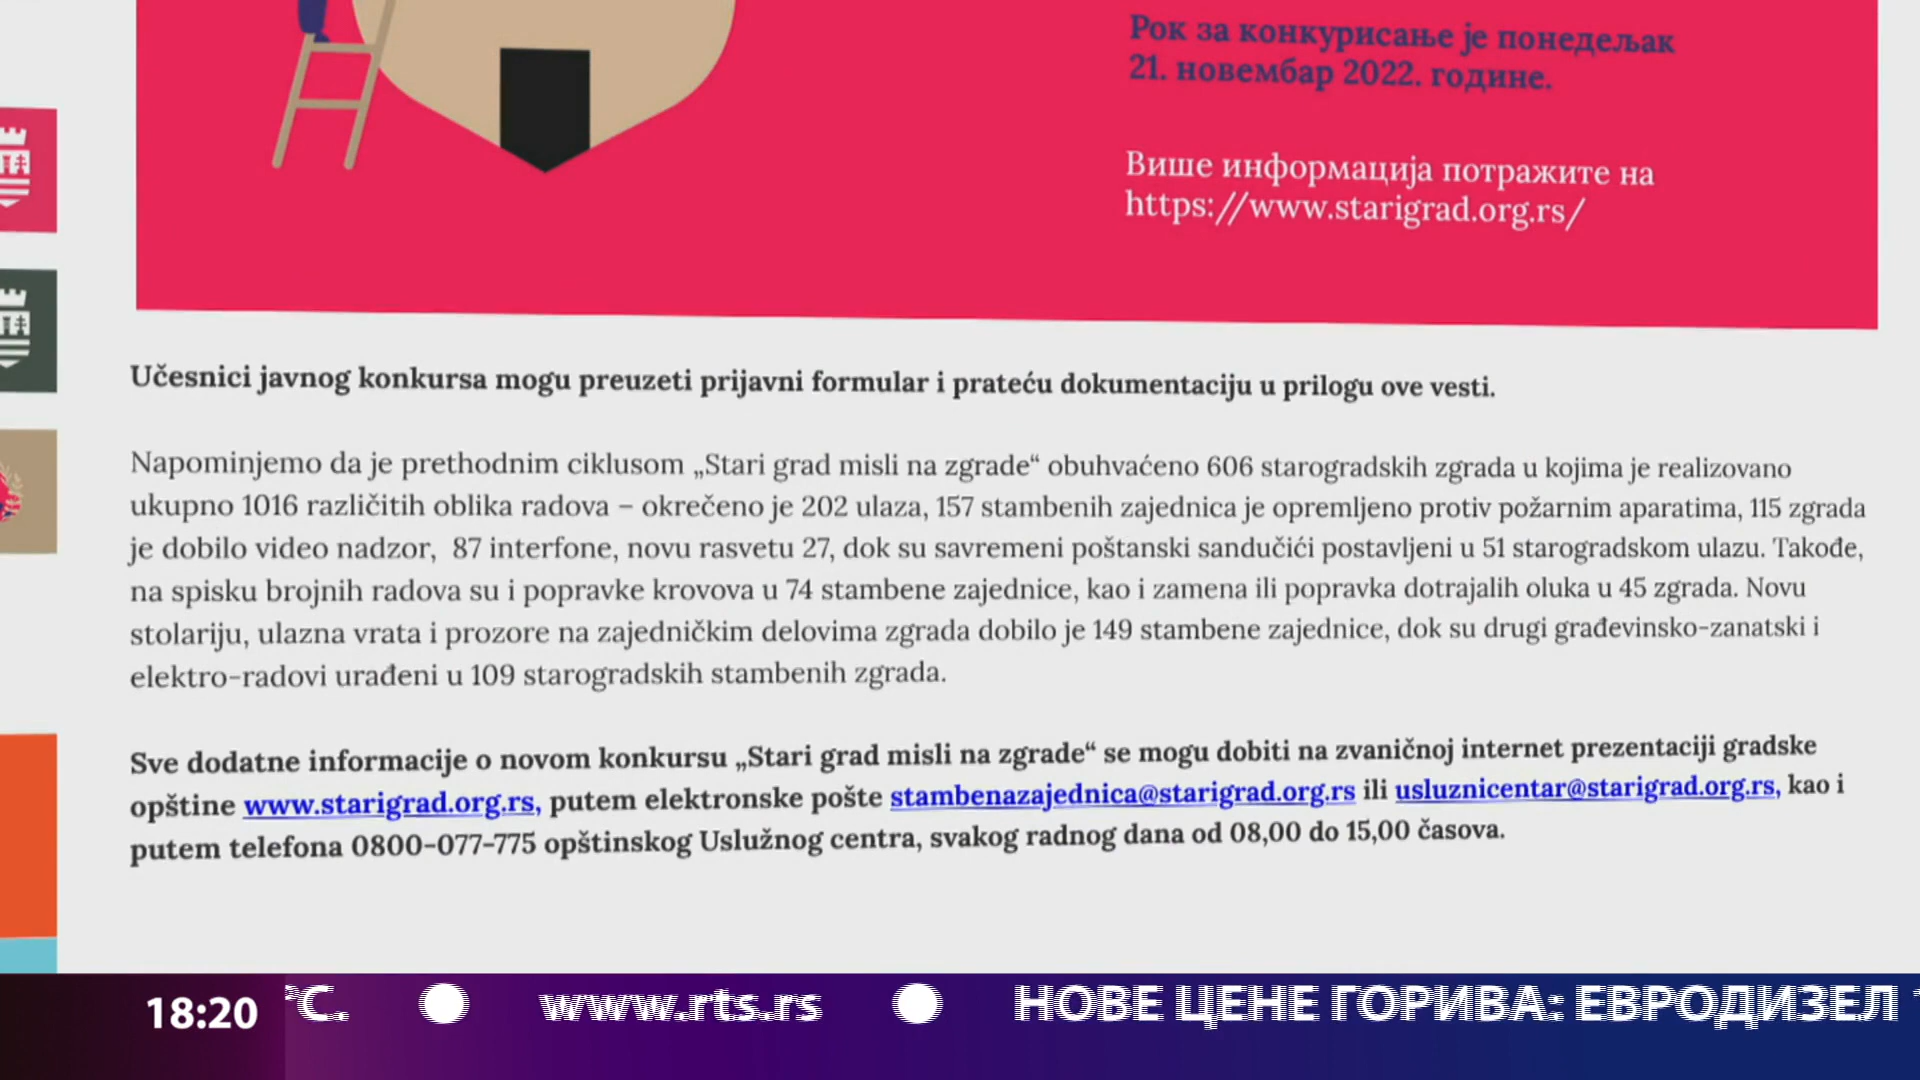 Рок за конкурисање је понедељак
21. новембар 2022. године.
Више информација потражите на
https://www.starigrad.org.rs/
Učesnici javnog konkursa mogu preuzeti prijavni formular i prateću dokumentaciju u prilogu ove vesti.
Napominjemo da je prethodnim ciklusom „Stari grad misli na zgrade“ obuhvaćeno 606 starogradskih zgrada u kojima je realizovano
ukupno 1016 različitih oblika radova – okrečeno je 202 ulaza, 157 stambenih zajednica je opremljeno protiv požarnim aparatima, 115 zgrada
je dobilo video nadzor, 87 interfone, novu rasvetu 27, dok su savremeni poštanski sandučići postavljeni u 51 starogradskom ulazu. Takođe,
na spisku brojnih radova su i popravke krovova u 74 stambene zajednice, kao i zamena ili popravka dotrajalih oluka u 45 zgrada. Novu
stolariju, ulazna vrata i prozore na zajedničkim delovima zgrada dobilo je 149 stambene zajednice, dok su drugi građevinsko-zanatski i
elektro-radovi urađeni u 109 starogradskih stambenih zgrada.
Sve dodatne informacije o novom konkursu „Stari grad misli na zgrade“ se mogu dobiti na zvaničnoj internet prezentaciji gradske
opštine www.starigrad.org.rs, putem elektronske pošte stambenazajednica@starigrad.org.rs ili usluznicentar@starigrad.org.rs, kao i
putem telefona 0800-077-775 opštinskog Uslužnog centra, svakog radnog dana od 08,00 do 15,00 časova.
18:20 °C. ● www.rts.rs ● НОВЕ ЦЕНЕ ГОРИВА: ЕВРОДИЗЕЛ